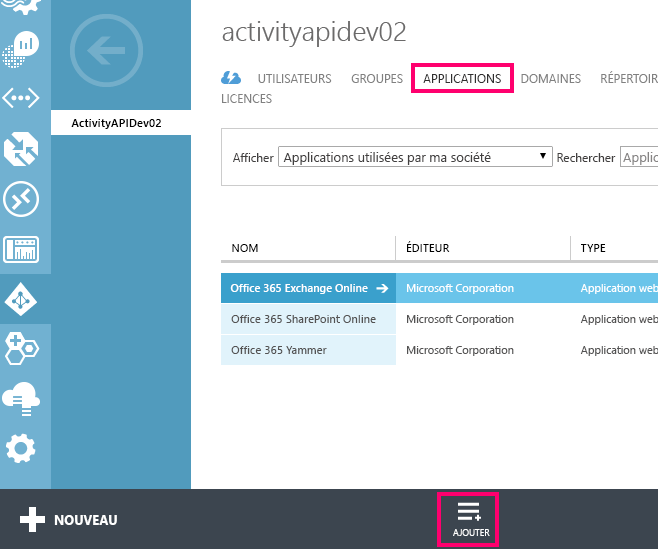 activityapidev02
UTILISATEURS GROUPES APPLICATIONS DOMAINES RÉPERTOIR
LICENCES
ActivityAPIDev02
Afficher Applications utilisées par ma société Rechercher Applic
NOM ÉDITEUR TYPE
Office 365 Exchange Online Microsoft Corporation Application web
Office 365 SharePoint Online Microsoft Corporation Application web
Office 365 Yammer Microsoft Corporation Application web
NOUVEAU
AJOUTER